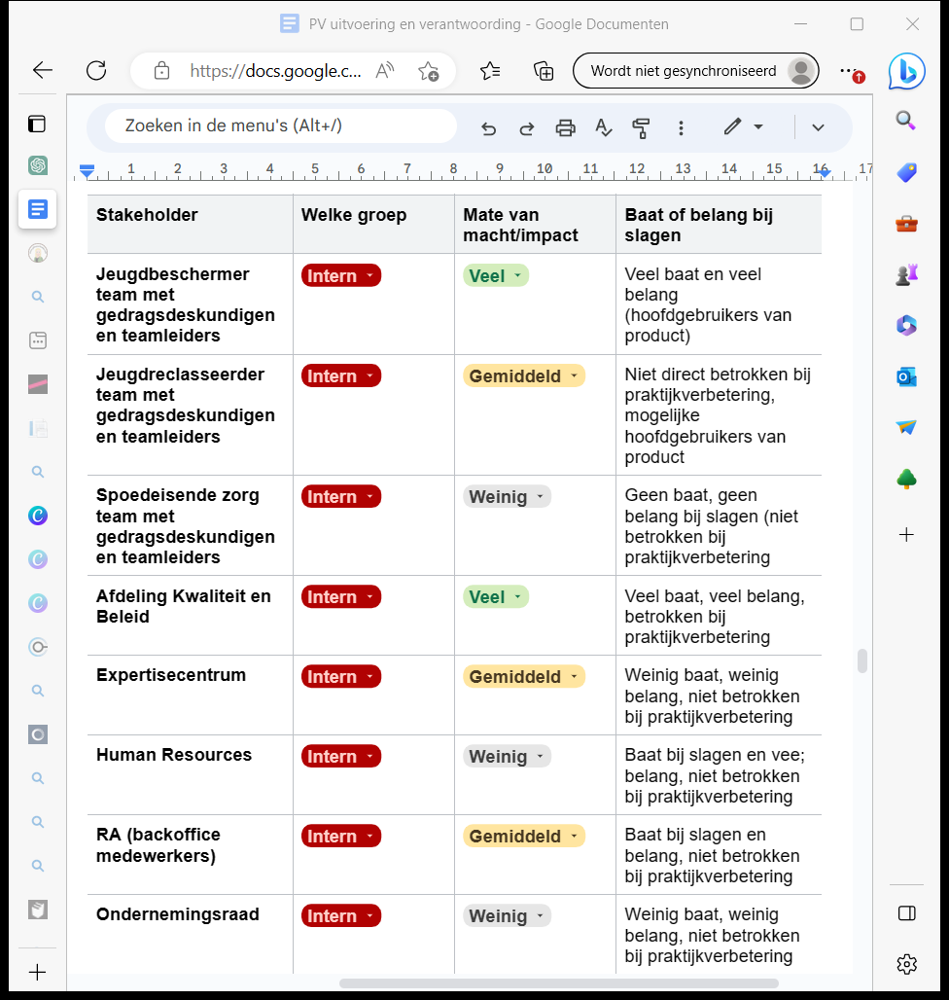 PV uitvoering en verantwoording - Google Documenten
https://docs.google.c...
Wordt niet gesynchroniseerd
Zoeken in de menu's (Alt+/)
1 2 3 4 5 6 7 8 9 10 11 12 13 14 15 16 17
Stakeholder
Welke groep
Mate van
macht/impact
Baat of belang bij
slagen
Jeugdbeschermer
team met
gedragsdeskundigen
en teamleiders
Intern
Veel
Veel baat en veel
belang
(hoofdgebruikers van
product)
Jeugdreclasseerder
team met
gedragsdeskundigen
en teamleiders
Intern
Gemiddeld
Niet direct betrokken bij
praktijkverbetering,
mogelijke
hoofdgebruikers van
product
Spoedeisende zorg
team met
gedragsdeskundigen
en teamleiders
Intern
Weinig
Geen baat, geen
belang bij slagen (niet
betrokken bij
praktijkverbetering
Afdeling Kwaliteit en
Beleid
Intern
Veel
Veel baat, veel belang,
betrokken bij
praktijkverbetering
Expertisecentrum
Intern
Gemiddeld
Weinig baat, weinig
belang, niet betrokken
bij praktijkverbetering
Human Resources
Intern
Weinig
Baat bij slagen en vee;
belang, niet betrokken
bij praktijkverbetering
RA (backoffice
medewerkers)
Intern
Gemiddeld
Baat bij slagen en
belang, niet betrokken
bij praktijkverbetering
Ondernemingsraad
Intern
Weinig
Weinig baat, weinig
belang, niet betrokken
bij praktijkverbetering